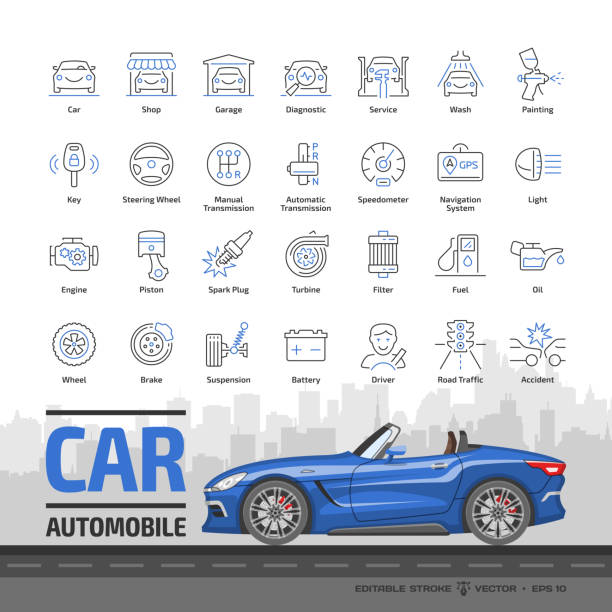 Car Shop Garage Diagnostic Service Wash Painting
P
R
N
D R
GPS
Key Steering Wheel Manual Transmission Automatic Transmission Speedometer Navigation System Light
Engine Piston Spark Plug Turbine Filter Fuel Oil
Wheel Brake Suspension Battery Driver Road Traffic Accident
CAR
AUTOMOBILE
EDITABLE STROKE VECTOR • EPS 10